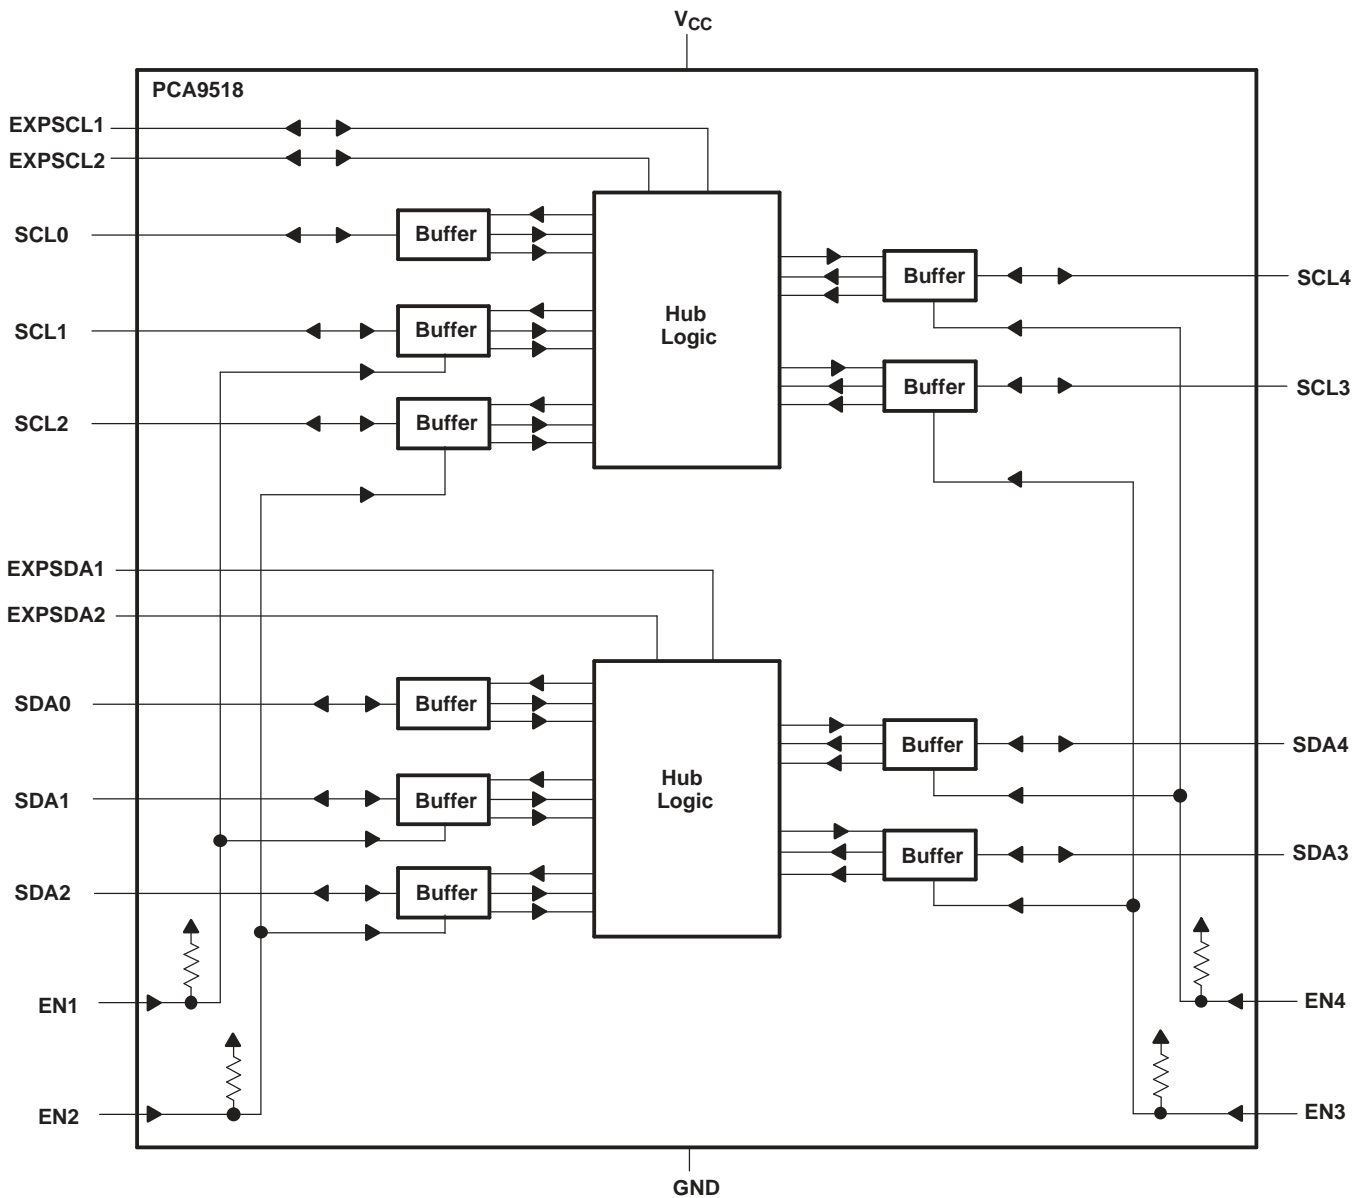 VCC
PCA9518
EXPSCL1
EXPSCL2
SCL0
Buffer
SCL1
Buffer
SCL2
Buffer
Hub
Logic
Buffer
SCL4
Buffer
SCL3
EXPSDA1
EXPSDA2
SDA0
Buffer
SDA1
Buffer
SDA2
Buffer
Hub
Logic
Buffer
SDA4
Buffer
SDA3
EN1
EN2
EN4
EN3
GND